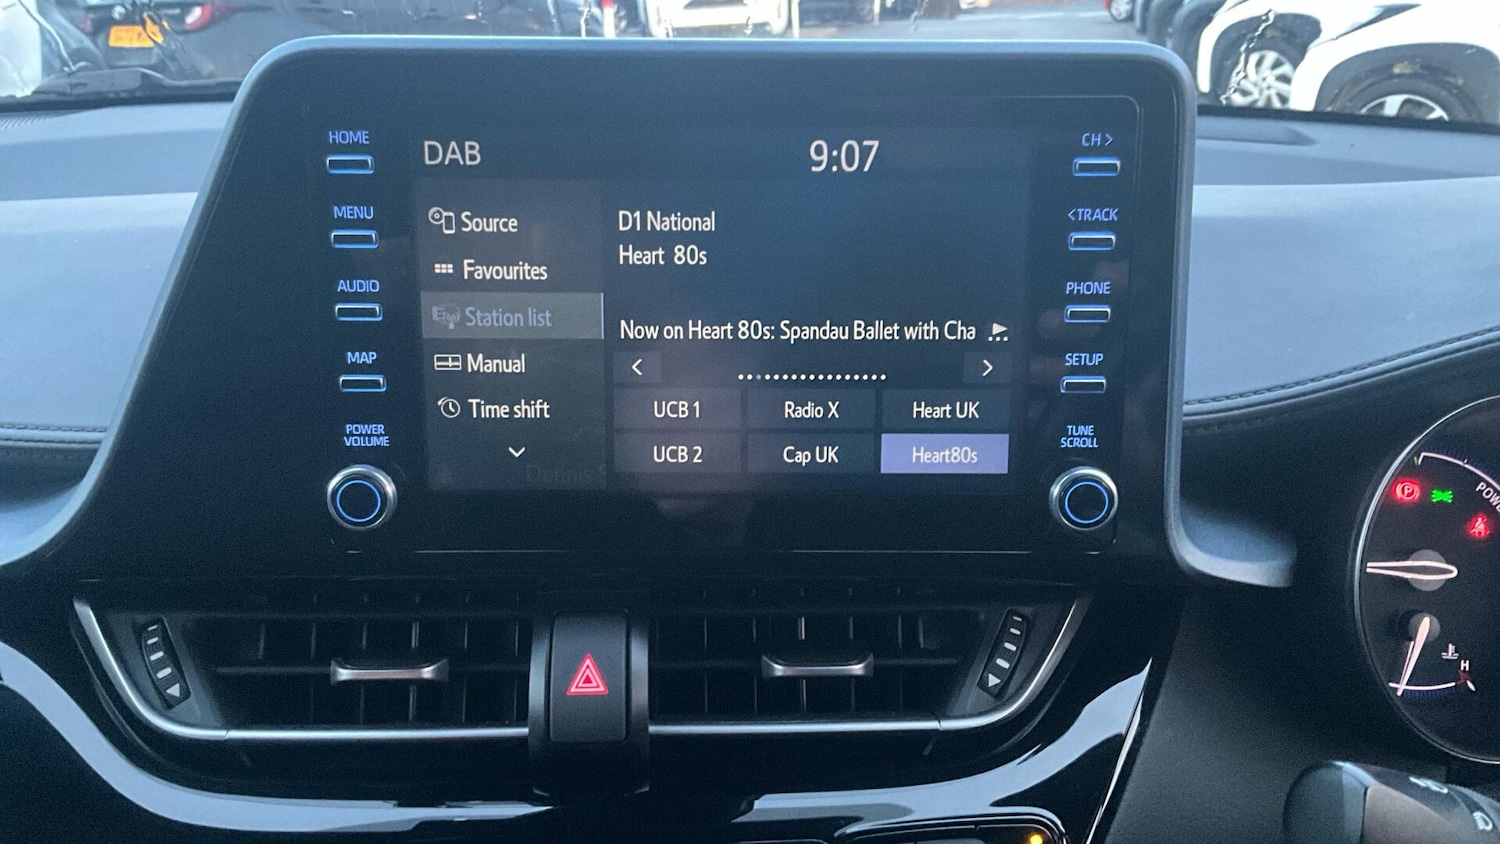 HOME
MENU
AUDIO
MAP
POWER
VOLUME
DAB
9:07
Source
Favourites
Station list
Manual
Time shift
D1 National
Heart 80s
Now on Heart 80s: Spandau Ballet with Cha
UCB 1 Radio X Heart UK
UCB 2 Cap UK Heart80s
CH >
< TRACK
PHONE
SETUP
TUNE
SCROLL
P
H